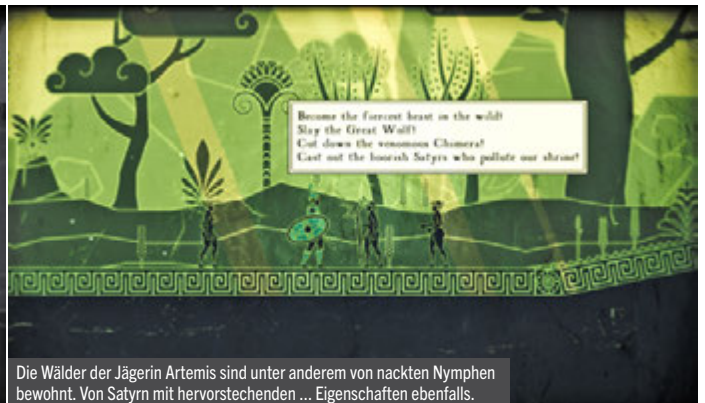 Become the fiercest beast in the wild!
Slay the Great Wolf!
Cut down the venomous Chimera!
Cast out the boorish Satyrs who pollute our shrine!
Die Wälder der Jägerin Artemis sind unter anderem von nackten Nymphen
bewohnt. Von Satyrn mit hervorstechenden ... Eigenschaften ebenfalls.